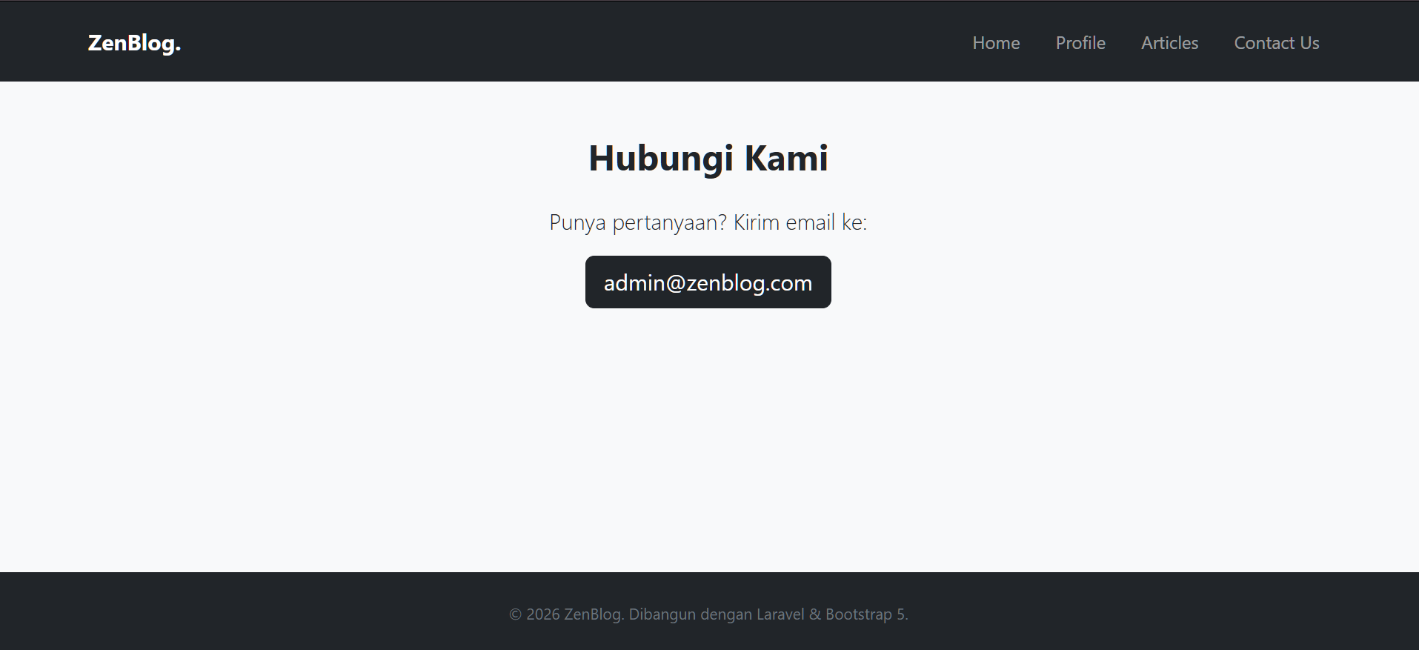 ZenBlog.
Home Profile Articles Contact Us
Hubungi Kami
Punya pertanyaan? Kirim email ke:
admin@zenblog.com
© 2026 ZenBlog. Dibangun dengan Laravel & Bootstrap 5.